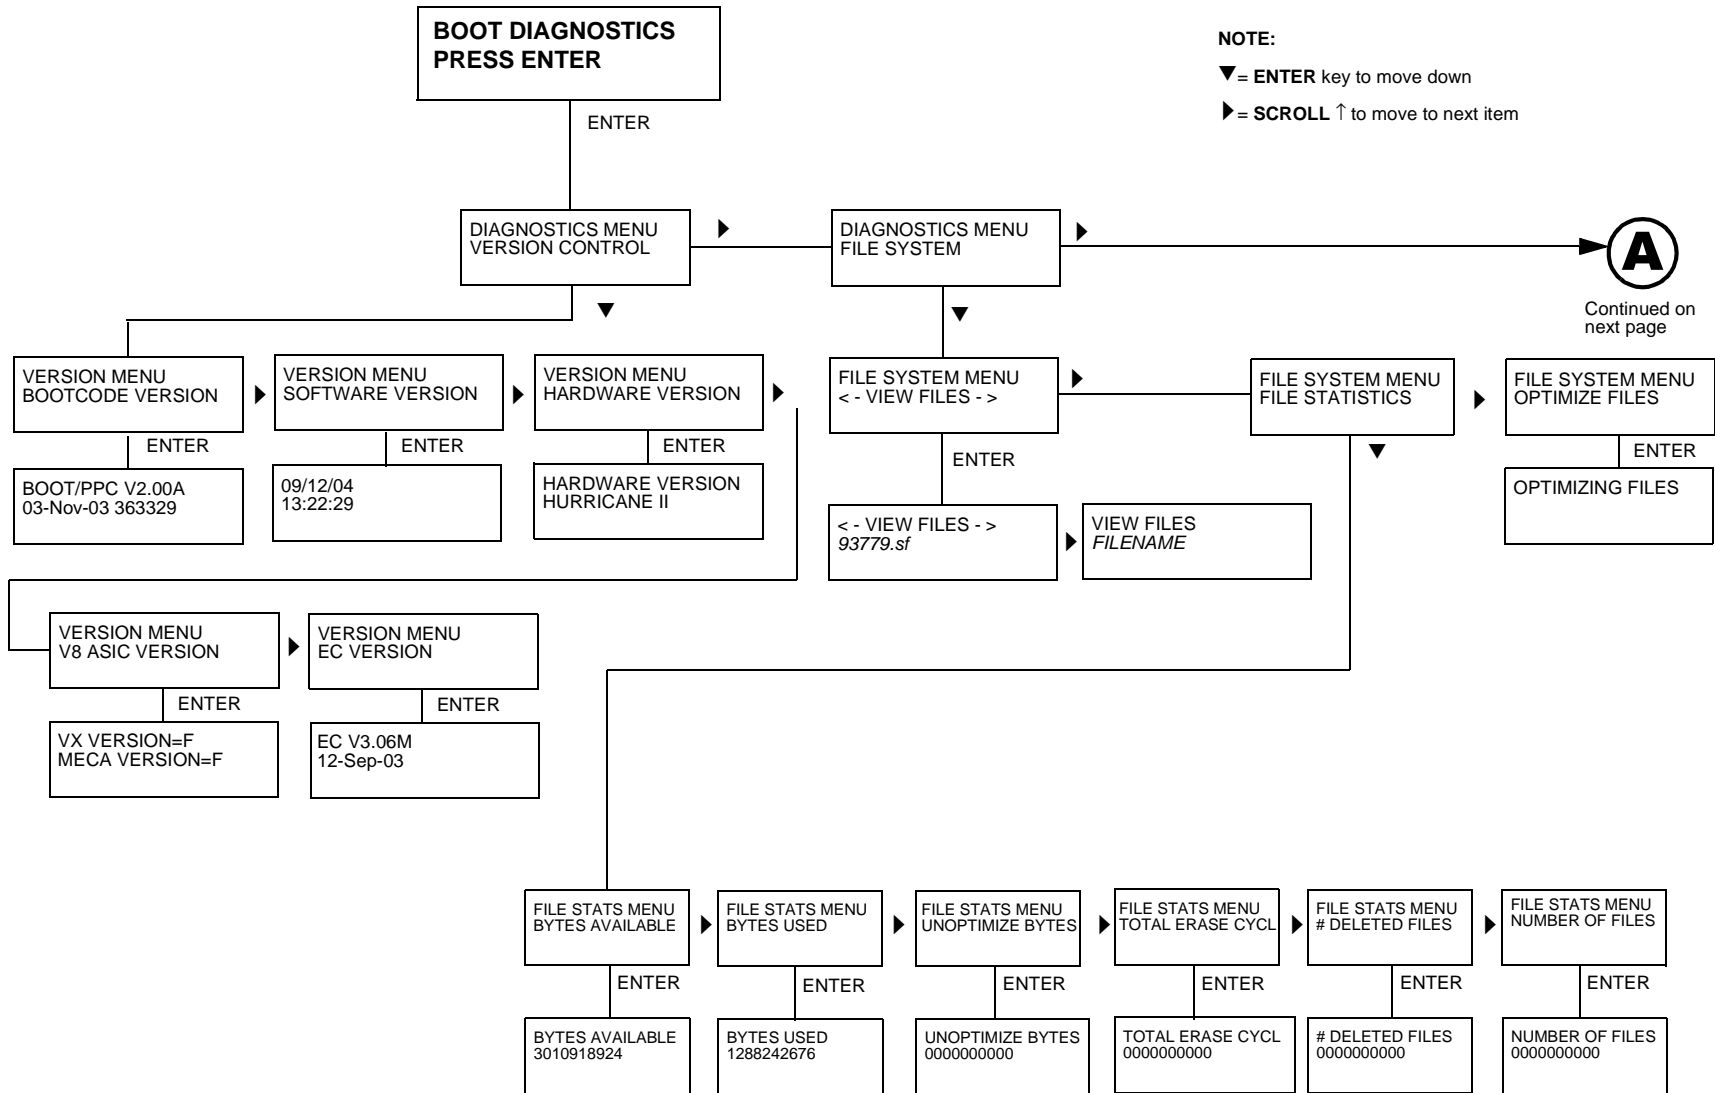 BOOT DIAGNOSTICS
PRESS ENTER
NOTE:
▼= ENTER key to move down
▶= SCROLL ↑ to move to next item
ENTER
DIAGNOSTICS MENU
VERSION CONTROL
DIAGNOSTICS MENU
FILE SYSTEM
A
Continued on
next page
VERSION MENU
BOOTCODE VERSION
VERSION MENU
SOFTWARE VERSION
VERSION MENU
HARDWARE VERSION
FILE SYSTEM MENU
< - VIEW FILES - >
FILE SYSTEM MENU
FILE STATISTICS
FILE SYSTEM MENU
OPTIMIZE FILES
ENTER
ENTER
ENTER
ENTER
ENTER
BOOT/PPC V2.00A
03-Nov-03 363329
09/12/04
13:22:29
HARDWARE VERSION
HURRICANE II
< - VIEW FILES - >
93779.sf
VIEW FILES
FILENAME
OPTIMIZING FILES
VERSION MENU
V8 ASIC VERSION
VERSION MENU
EC VERSION
ENTER
ENTER
VX VERSION=F
MECA VERSION=F
EC V3.06M
12-Sep-03
FILE STATS MENU
BYTES AVAILABLE
FILE STATS MENU
BYTES USED
FILE STATS MENU
UNOPTIMIZE BYTES
FILE STATS MENU
TOTAL ERASE CYCL
FILE STATS MENU
# DELETED FILES
FILE STATS MENU
NUMBER OF FILES
ENTER
ENTER
ENTER
ENTER
ENTER
ENTER
BYTES AVAILABLE
3010918924
BYTES USED
1288242676
UNOPTIMIZE BYTES
0000000000
TOTAL ERASE CYCL
0000000000
# DELETED FILES
0000000000
NUMBER OF FILES
0000000000